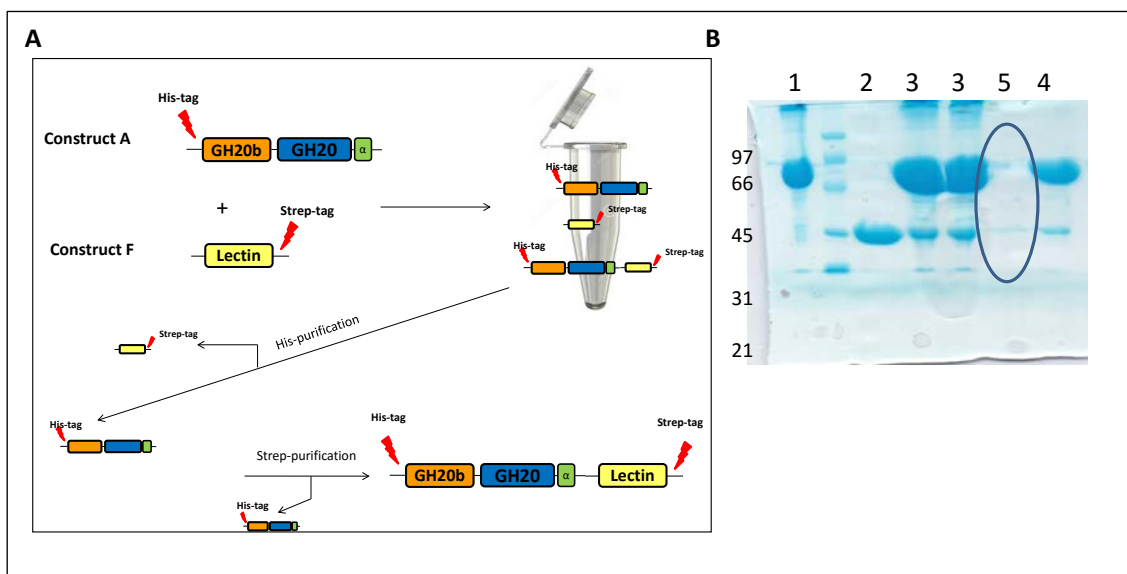 A
His-tag
Construct A
GH20b GH20 α
+
Strep-tag
Construct F
Lectin
His-tag
Strep-tag
His-tag
Strep-tag
His-purification
Strep-tag
His-tag
Strep-purification
His-tag
His-tag
Strep-tag
GH20b GH20 α Lectin
B
1 2 3 3 5 4
97
66
45
31
21